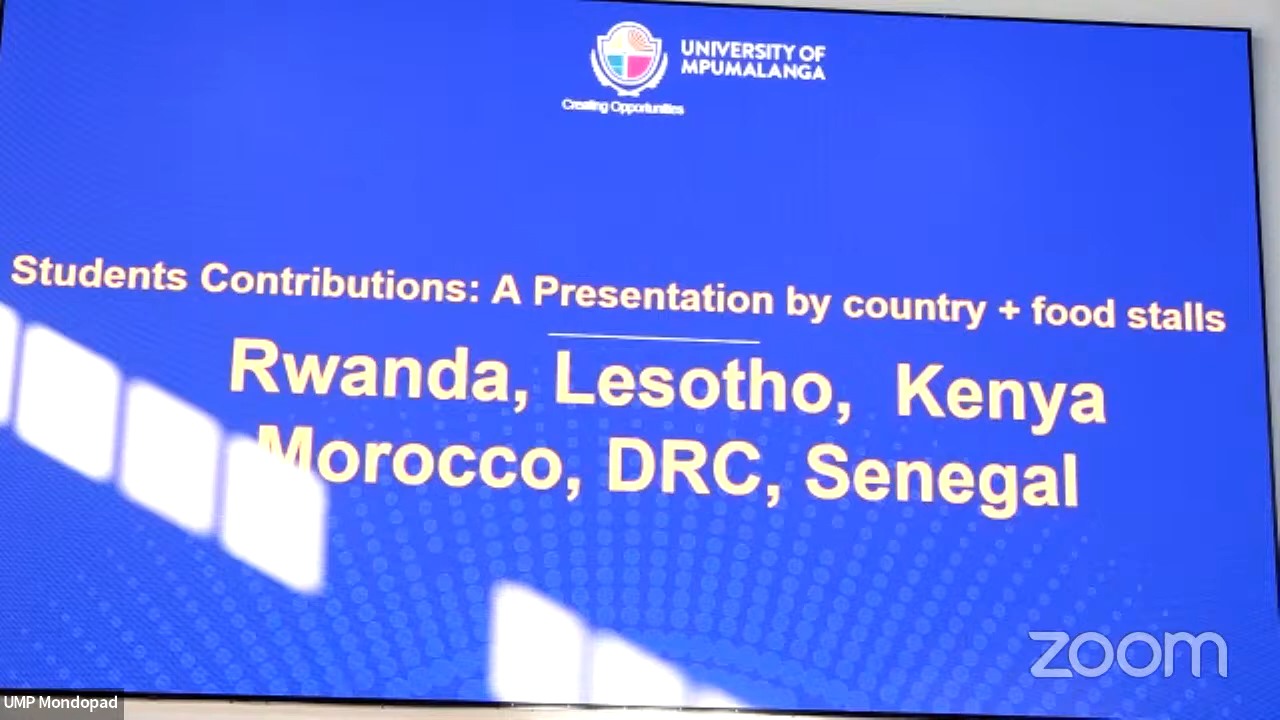 UNIVERSITY OF
MPUMALANGA
Creating Opportunities
Students Contributions: A Presentation by country + food stalls
Rwanda, Lesotho, Kenya
Morocco, DRC, Senegal
zoom
UMP Mondopad